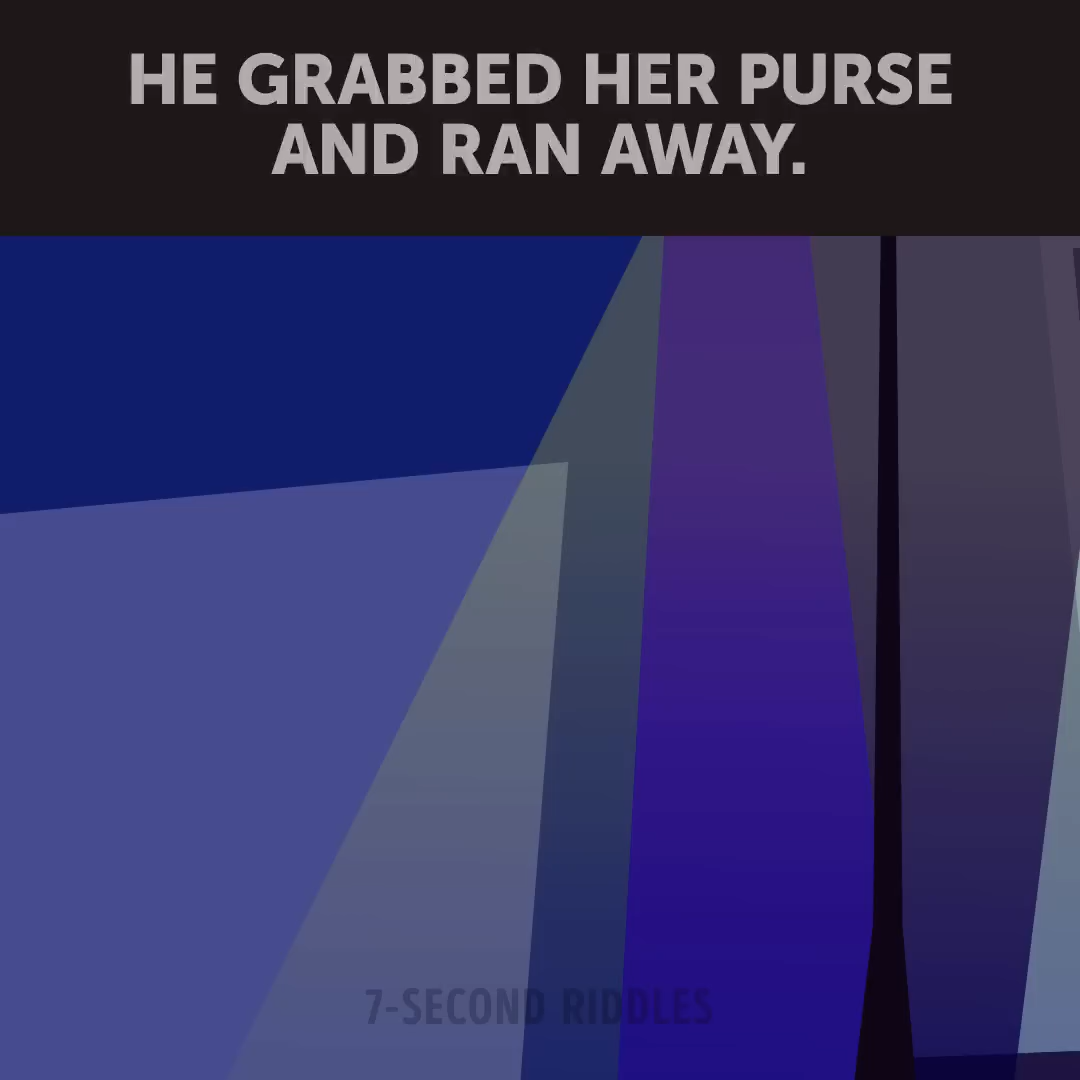 HE GRABBED HER PURSE
AND RAN AWAY.
7-SECOND RIDDLES